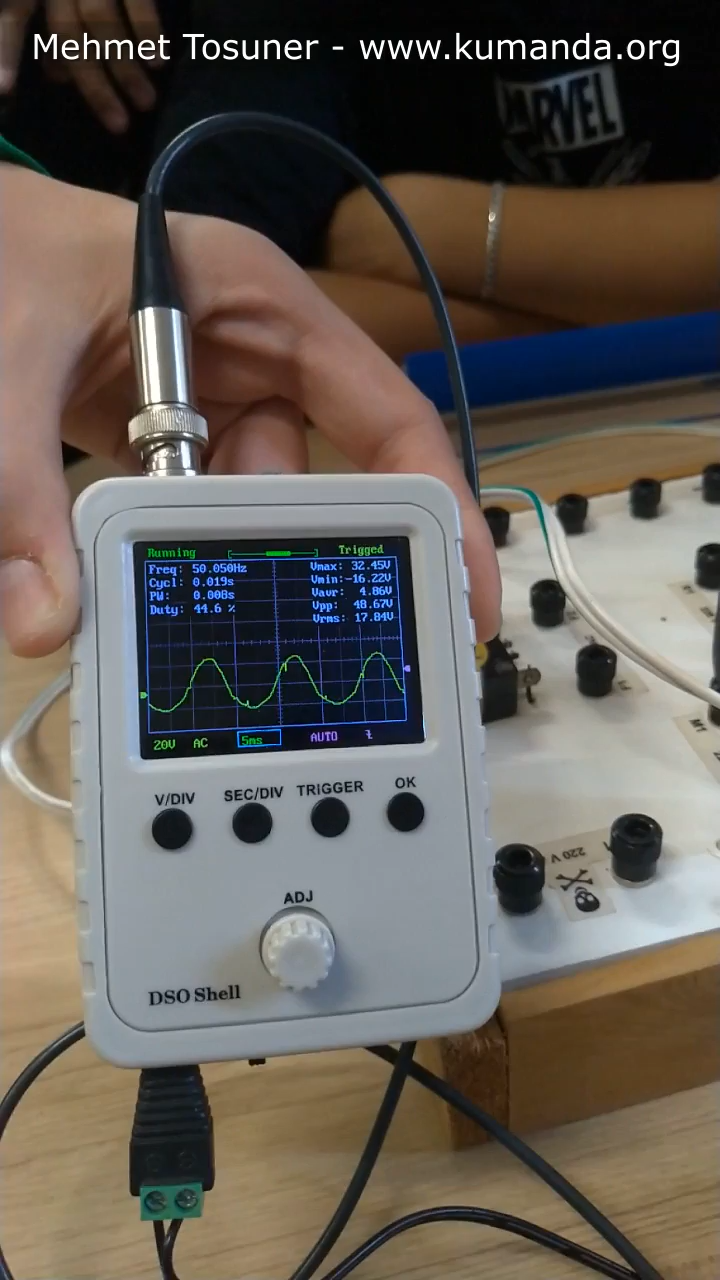 Mehmet Tosuner - www.kumanda.org
MARVEL
Running
Trigged
Freq: 50.050Hz
Cycl: 0.019s
PW: 0.008s
Duty: 44.6 %
Vmax: 32.45V
Vmin:-16.22V
Vavr: 4.86V
Vpp: 48.67V
Vrms: 17.84V
20V AC 5ms AUTO
V/DIV SEC/DIV TRIGGER OK
ADJ
DSO Shell
220 V
M1